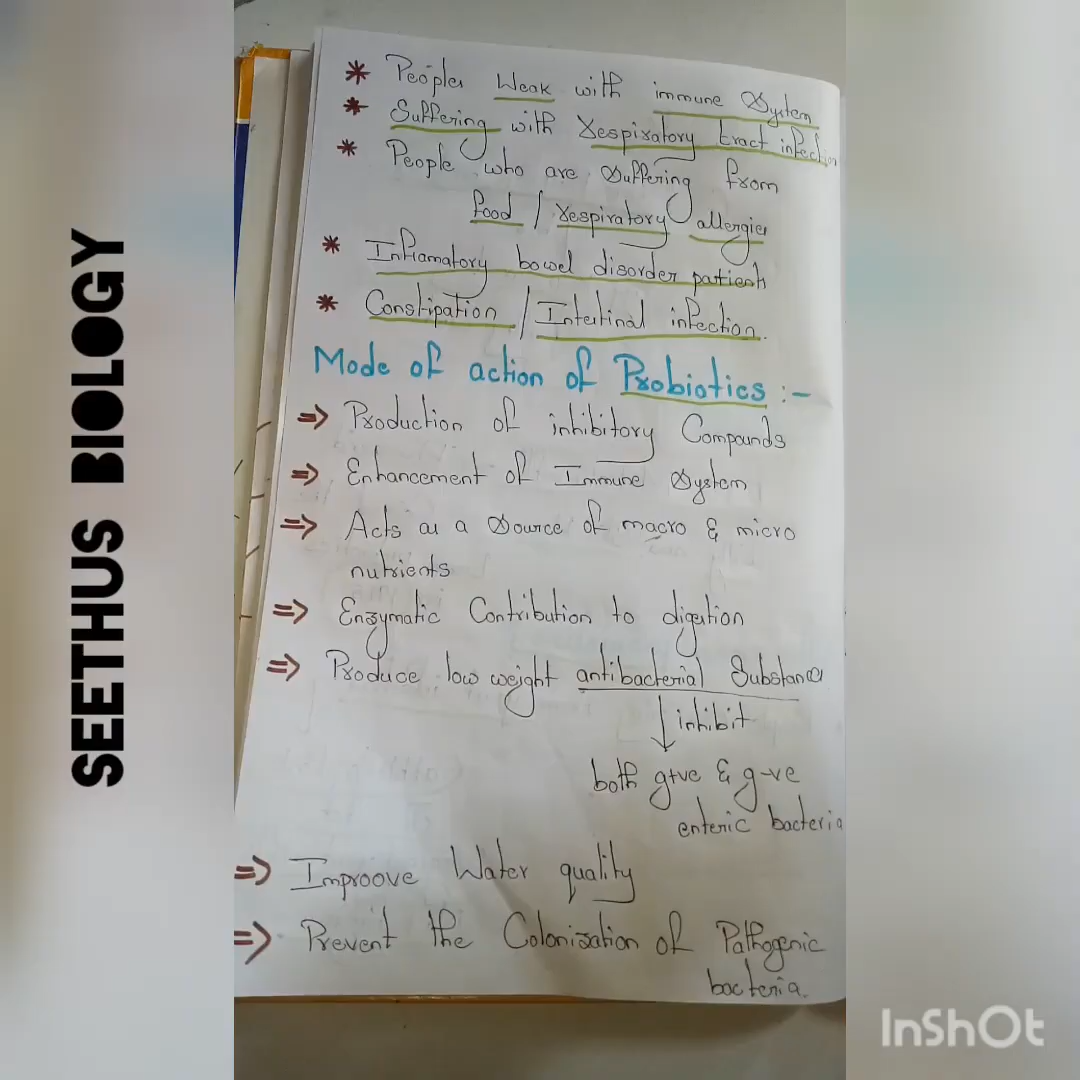 SEETHUS BIOLOGY
* Peoples Weak with immune System
* Suffering with respiratory tract infection
* People who are Suffering from
food / respiratory allergies
* Inflamatory bowel disorder patients
* Constipation / Intestinal infection.
Mode of action of Probiotics :-
⇒ Production of inhibitory Compounds
⇒ Enhancement of Immune System
⇒ Acts as a Source of macro & micro
nutrients
⇒ Enzymatic Contribution to digestion
⇒ Produce low weight antibacterial Substances
↓ inhibit
both g+ve & g-ve
enteric bacteria
⇒ Improove Water quality
⇒ Prevent the Colonisation of Pathogenic
bacteria.
InShOt